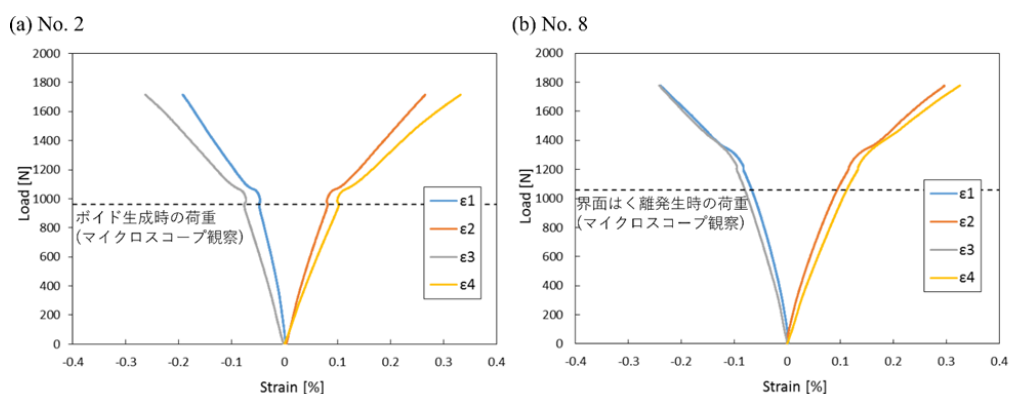 (a) No. 2
2000
1800
1600
1400
1200
1000
800
600
400
200
0
Load [N]
-0.4
-0.3
-0.2
-0.1
0
0.1
0.2
0.3
0.4
Strain [%]
ボイド生成時の荷重
(マイクロスコープ観察)
ε1
ε2
ε3
ε4
(b) No. 8
2000
1800
1600
1400
1200
1000
800
600
400
200
0
Load [N]
-0.4
-0.3
-0.2
-0.1
0
0.1
0.2
0.3
0.4
Strain [%]
界面はく離発生時の荷重
(マイクロスコープ観察)
ε1
ε2
ε3
ε4